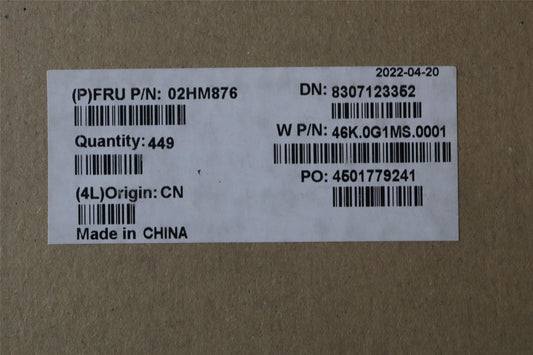 2022-04-20
(P)FRU P/N: 02HM876
DN: 8307123352
Quantity: 449
W P/N: 46K.0G1MS.0001
(4L)Origin: CN
PO: 4501779241
Made in CHINA